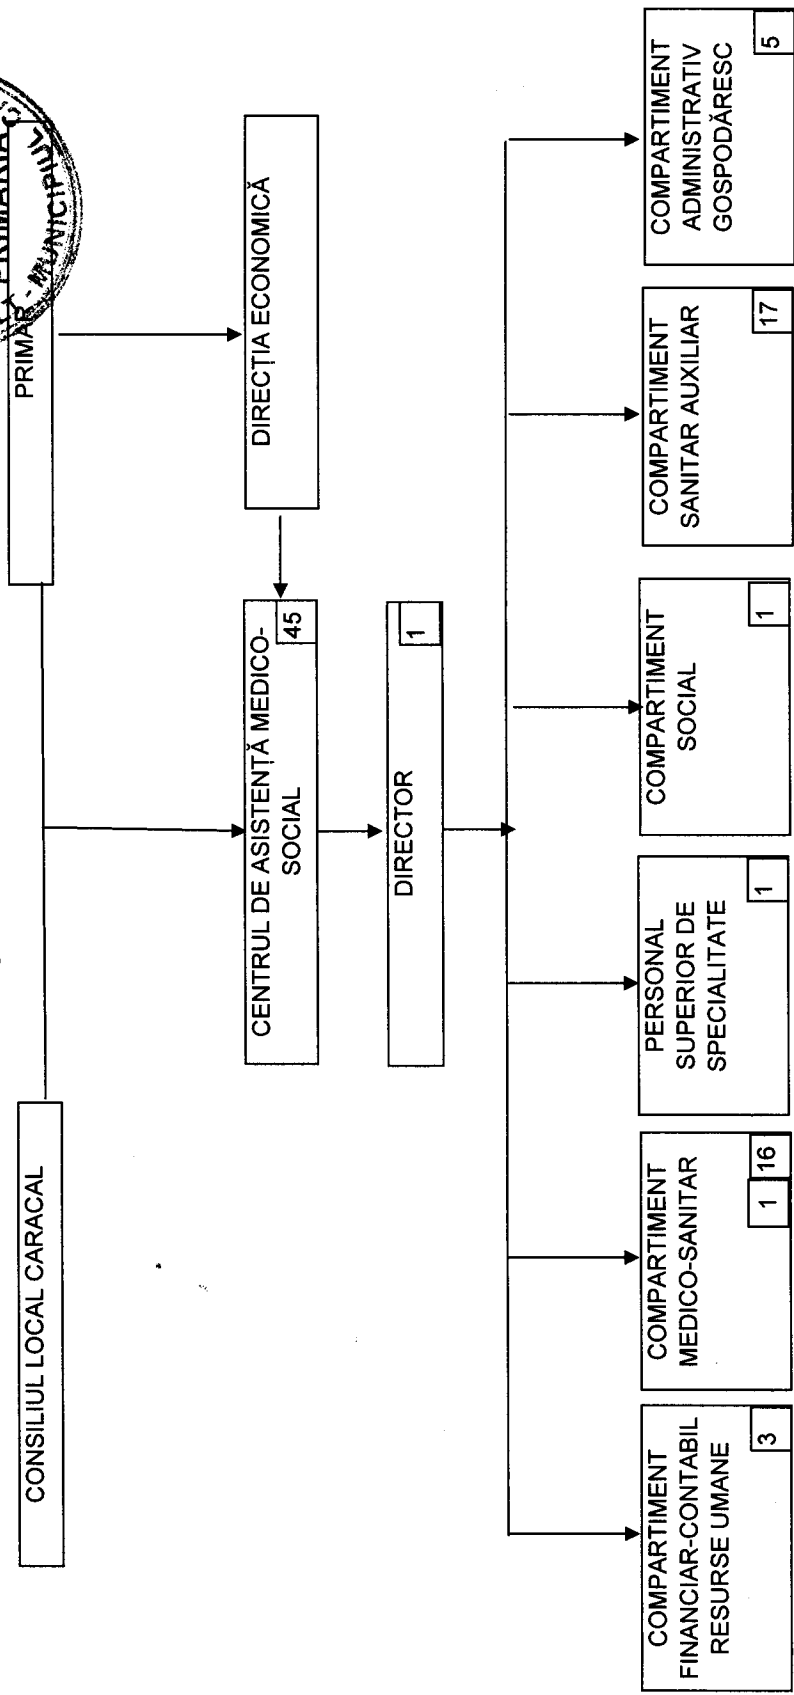 CONSILIUL LOCAL CARACAL
PRIMAR
PRIMĂRIA
- MUNICIPIUL
CENTRUL DE ASISTENȚĂ MEDICO-
SOCIAL
45
DIRECȚIA ECONOMICĂ
DIRECTOR
1
COMPARTIMENT
FINANCIAR-CONTABIL
RESURSE UMANE
3
COMPARTIMENT
MEDICO-SANITAR
1
16
PERSONAL
SUPERIOR DE
SPECIALITATE
1
COMPARTIMENT
SOCIAL
1
COMPARTIMENT
SANITAR AUXILIAR
17
COMPARTIMENT
ADMINISTRATIV
GOSPODĂRESC
5